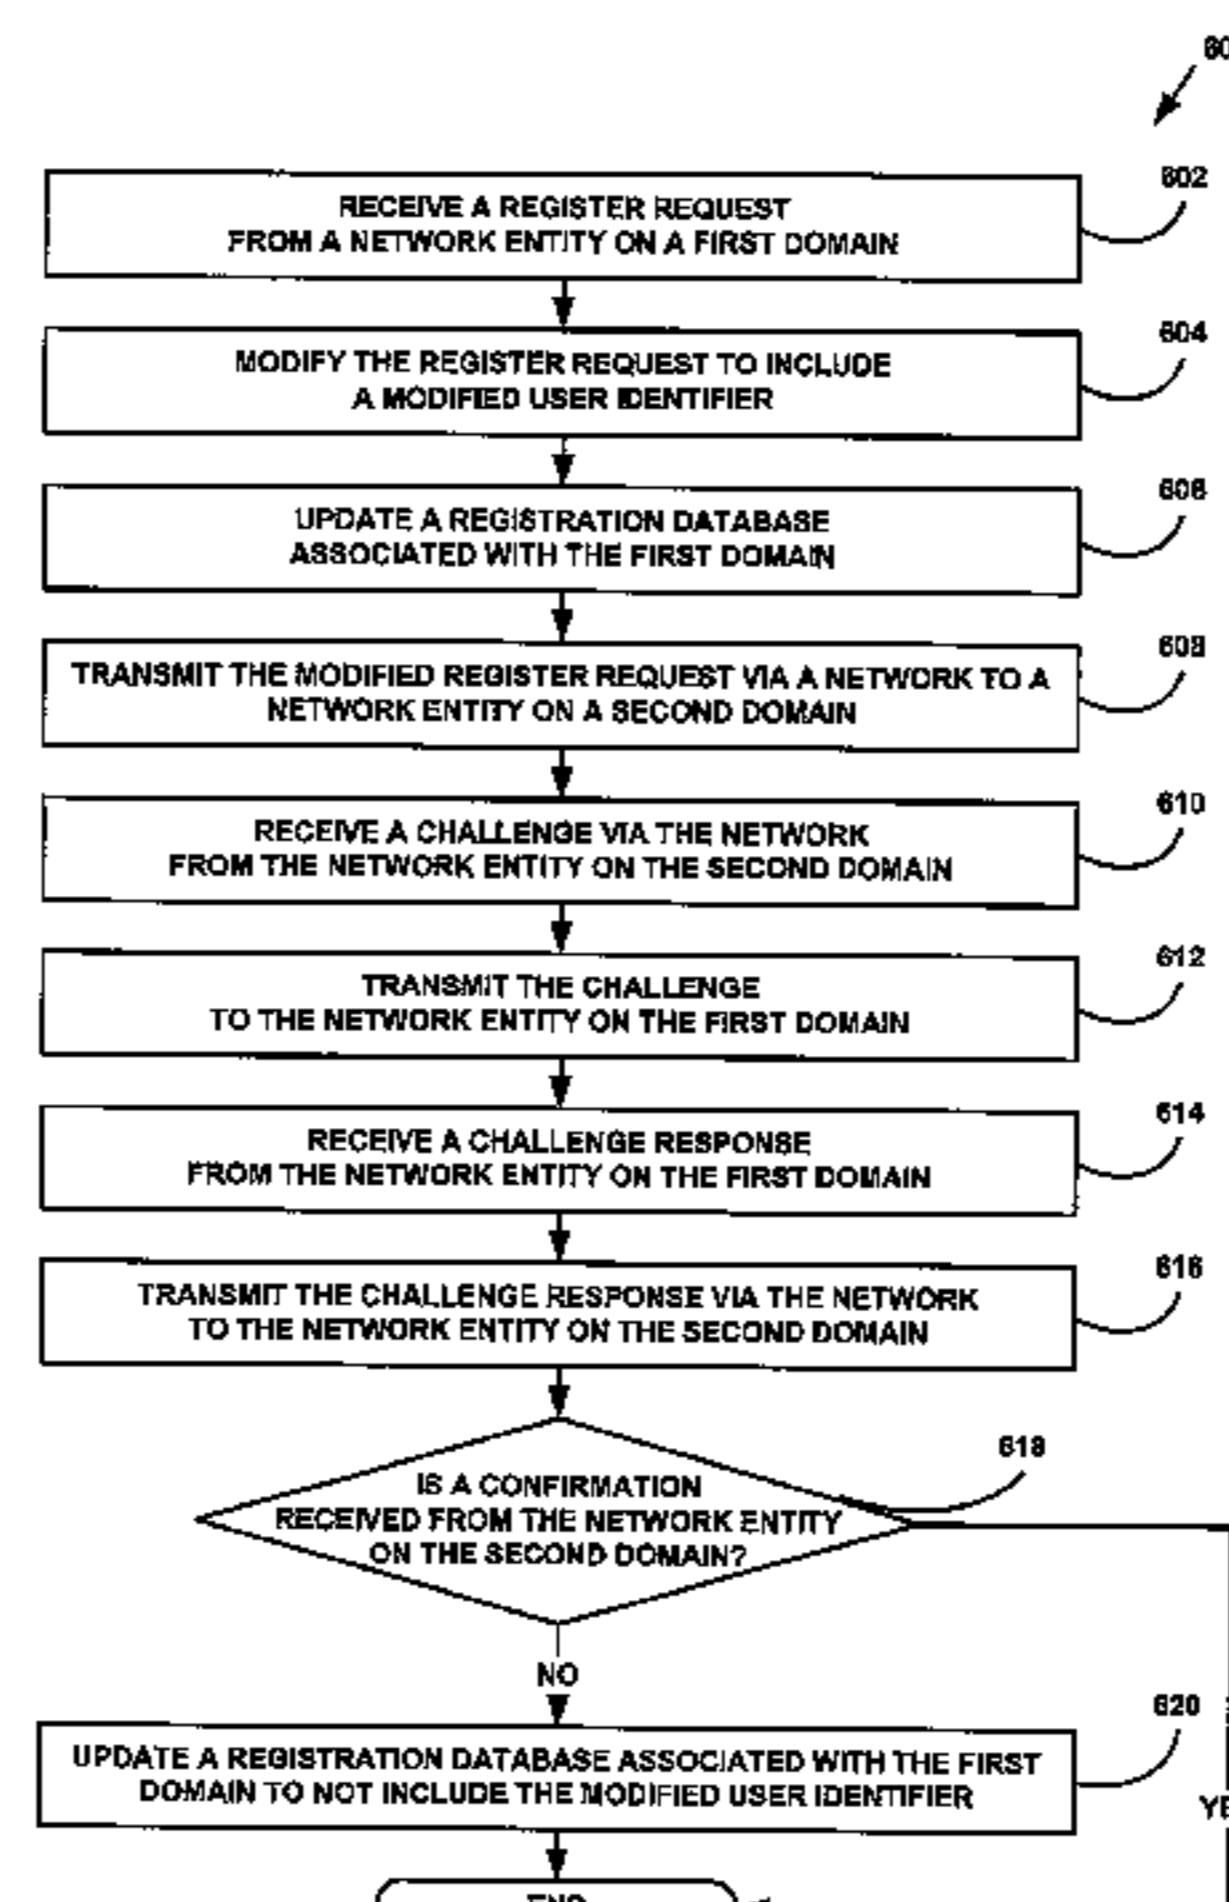 602
RECEIVE A REGISTER REQUEST
FROM A NETWORK ENTITY ON A FIRST DOMAIN
604
MODIFY THE REGISTER REQUEST TO INCLUDE
A MODIFIED USER IDENTIFIER
606
UPDATE A REGISTRATION DATABASE
ASSOCIATED WITH THE FIRST DOMAIN
608
TRANSMIT THE MODIFIED REGISTER REQUEST VIA A NETWORK TO A
NETWORK ENTITY ON A SECOND DOMAIN
610
RECEIVE A CHALLENGE VIA THE NETWORK
FROM THE NETWORK ENTITY ON THE SECOND DOMAIN
612
TRANSMIT THE CHALLENGE
TO THE NETWORK ENTITY ON THE FIRST DOMAIN
614
RECEIVE A CHALLENGE RESPONSE
FROM THE NETWORK ENTITY ON THE FIRST DOMAIN
616
TRANSMIT THE CHALLENGE RESPONSE VIA THE NETWORK
TO THE NETWORK ENTITY ON THE SECOND DOMAIN
618
IS A CONFIRMATION
RECEIVED FROM THE NETWORK ENTITY
ON THE SECOND DOMAIN?
NO
620
UPDATE A REGISTRATION DATABASE ASSOCIATED WITH THE FIRST
DOMAIN TO NOT INCLUDE THE MODIFIED USER IDENTIFIER